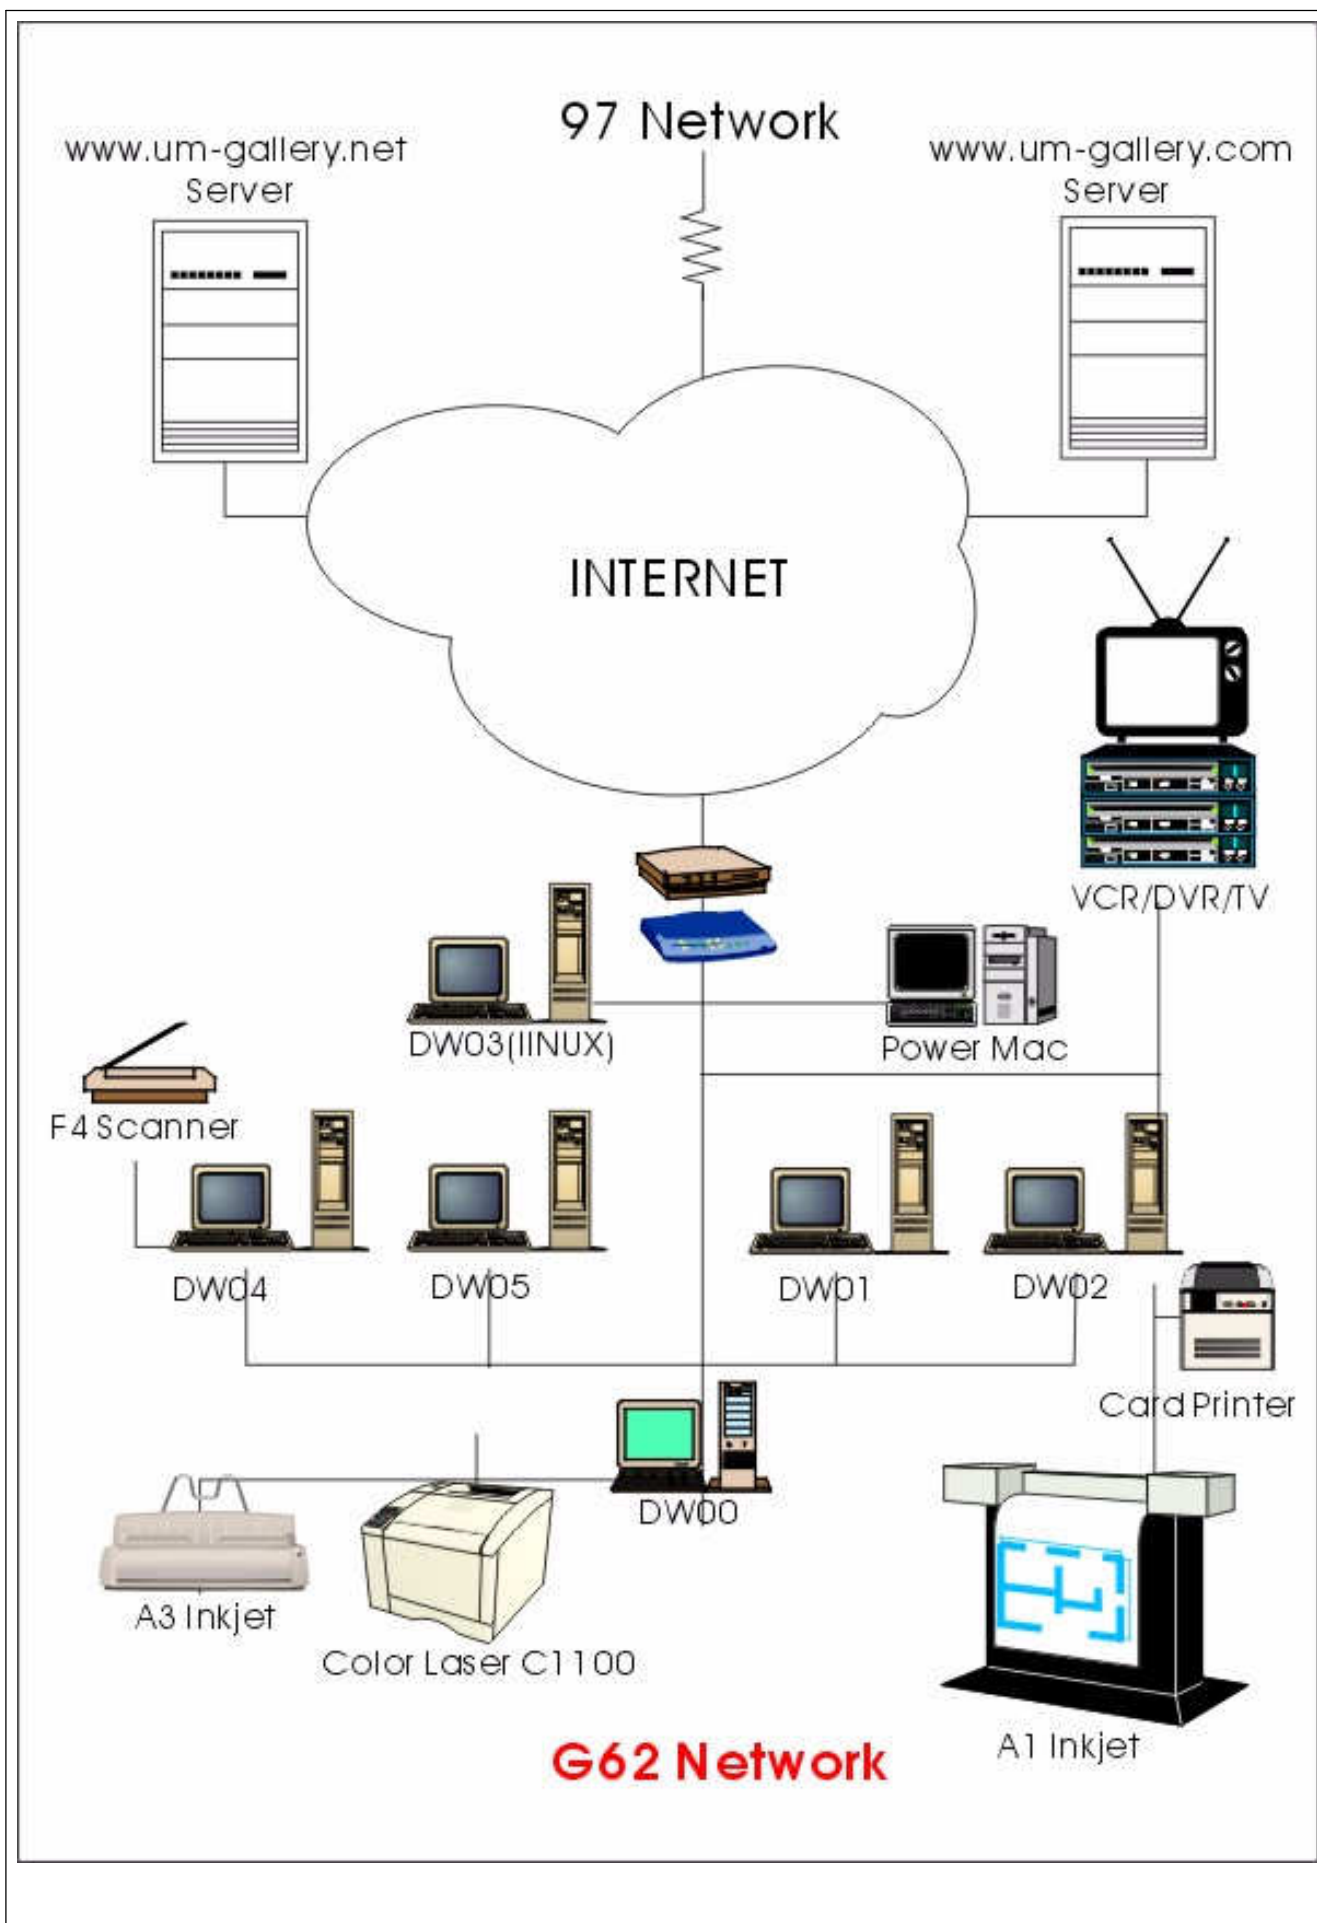 97 Network
www.um-gallery.net
Server
www.um-gallery.com
Server
INTERNET
VCR/DVR/TV
DW03(IINUX)
Power Mac
F4 Scanner
DW04
DW05
DW01
DW02
Card Printer
DW00
A3 Inkjet
Color Laser C1100
A1 Inkjet
G62 Network